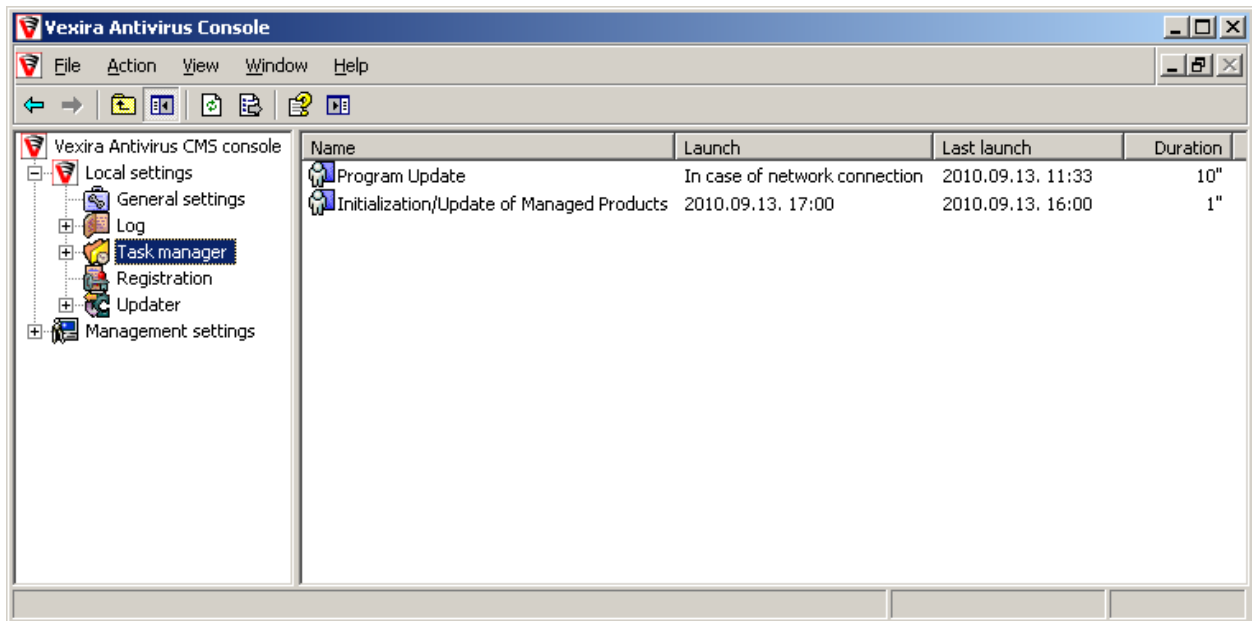 Vexira Antivirus Console
File Action View Window Help
Vexira Antivirus CMS console
Local settings
General settings
Log
Task manager
Registration
Updater
Management settings
Name Launch Last launch Duration
Program Update In case of network connection 2010.09.13. 11:33 10"
Initialization/Update of Managed Products 2010.09.13. 17:00 2010.09.13. 16:00 1"